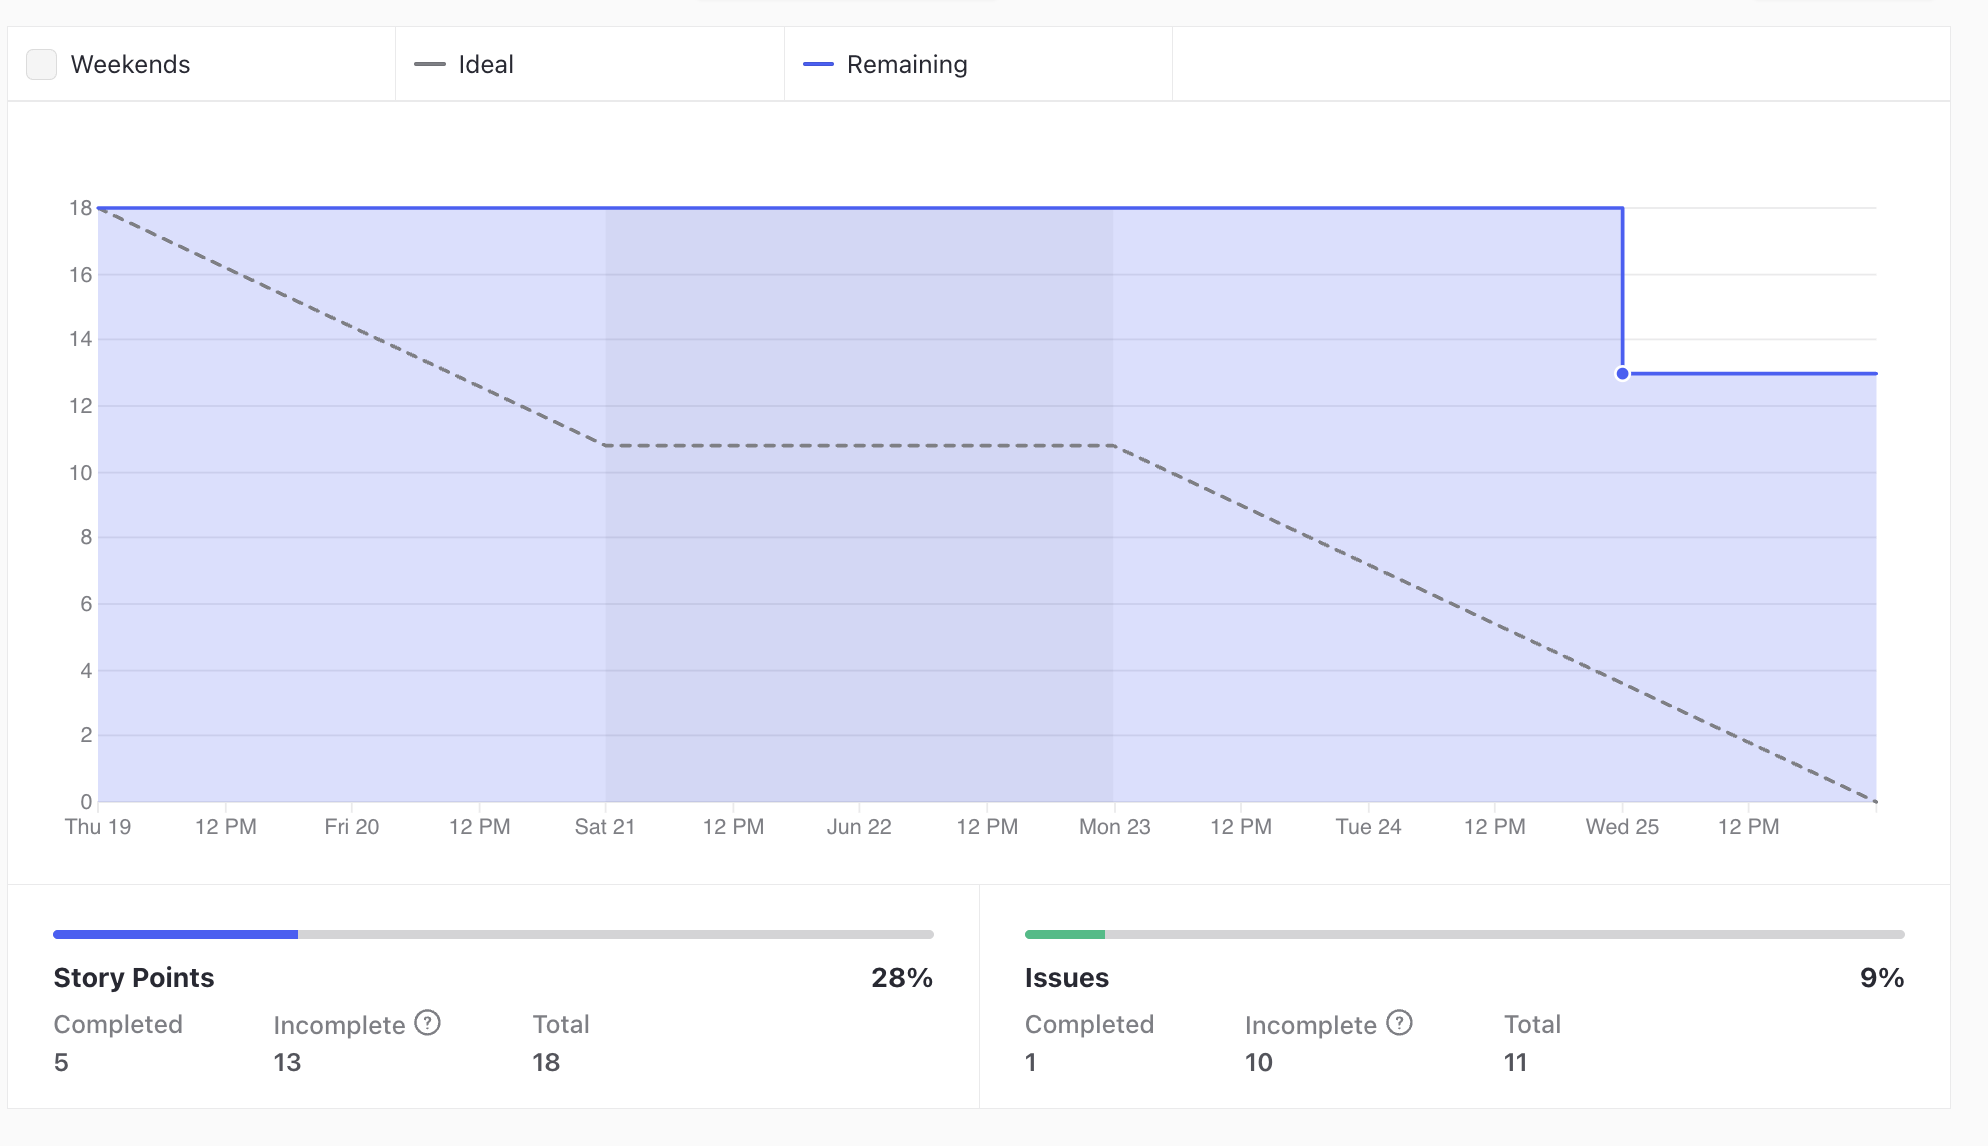 Weekends
Ideal
Remaining
18
16
14
12
10
8
6
4
2
0
Thu 19 12 PM Fri 20 12 PM Sat 21 12 PM Jun 22 12 PM Mon 23 12 PM Tue 24 12 PM Wed 25 12 PM
Story Points 28%
Completed Incomplete ? Total
5 13 18
Issues 9%
Completed Incomplete ? Total
1 10 11